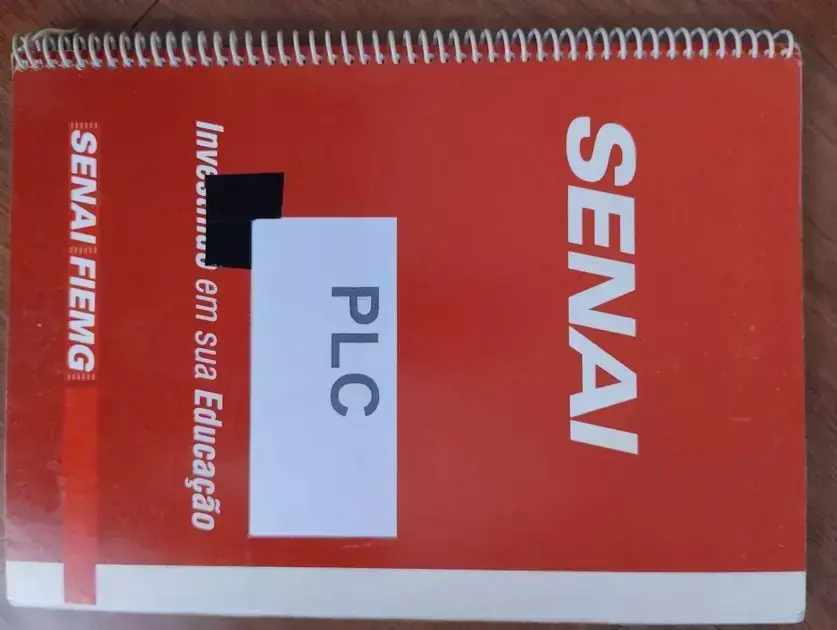 SENAI
PLC
em sua Educação
SENAI FIEMG